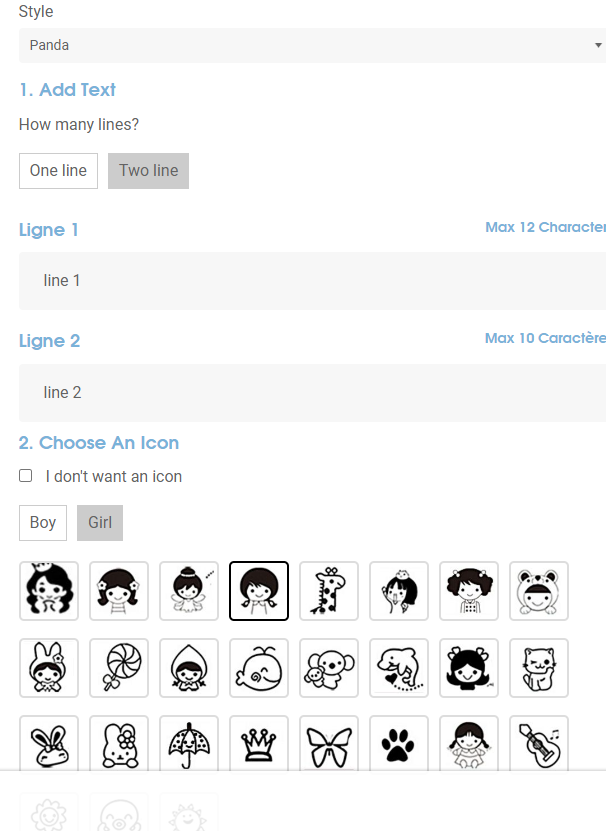 Style
Panda
1. Add Text
How many lines?
One line
Two line
Ligne 1
Max 12 Character
line 1
Ligne 2
Max 10 Caractère
line 2
2. Choose An Icon
I don't want an icon
Boy
Girl